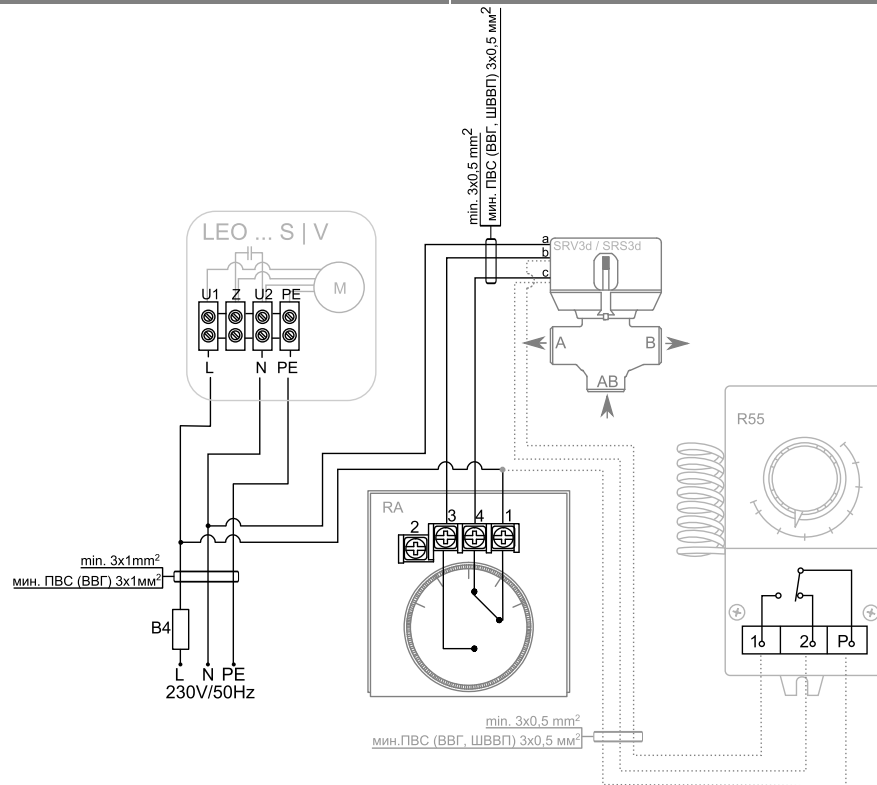 min. 3x0,5 mm²
мин. ПВС (ВВГ, ШВВП) 3x0,5 мм²
LEO ... S | V
M
U1 Z U2 PE
L N PE
a
b
c
SRV3d / SRS3d
A
B
AB
R55
RA
2 3 4 1
min. 3x1mm²
мин. ПВС (ВВГ) 3x1мм²
B4
L N PE
230V/50Hz
1 2 P
min. 3x0,5 mm²
мин.ПВС (ВВГ, ШВВП) 3x0,5 мм²